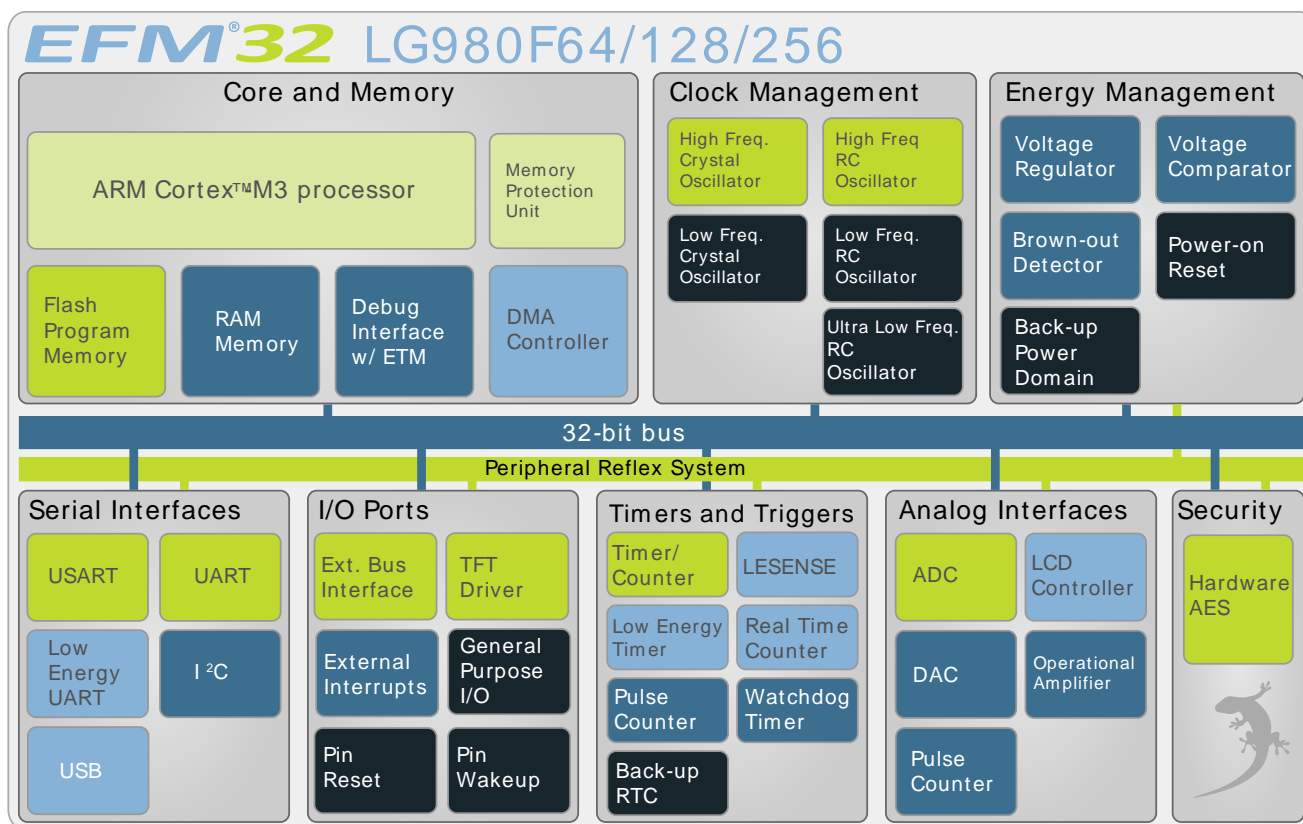 EFM®32 LG980F64/128/256
Core and Memory
ARM Cortex™M3 processor
Memory
Protection
Unit
Flash
Program
Memory
RAM
Memory
Debug
Interface
w/ ETM
DMA
Controller
Clock Management
High Freq.
Crystal
Oscillator
High Freq
RC
Oscillator
Low Freq.
Crystal
Oscillator
Low Freq.
RC
Oscillator
Ultra Low Freq.
RC
Oscillator
Energy Management
Voltage
Regulator
Voltage
Comparator
Brown-out
Detector
Power-on
Reset
Back-up
Power
Domain
32-bit bus
Peripheral Reflex System
Serial Interfaces
USART
UART
Low
Energy
UART
I²C
USB
I/O Ports
Ext. Bus
Interface
TFT
Driver
External
Interrupts
General
Purpose
I/O
Pin
Reset
Pin
Wakeup
Timers and Triggers
Timer/
Counter
LESENSE
Low Energy
Timer
Real Time
Counter
Pulse
Counter
Watchdog
Timer
Back-up
RTC
Analog Interfaces
ADC
LCD
Controller
DAC
Operational
Amplifier
Pulse
Counter
Security
Hardware
AES